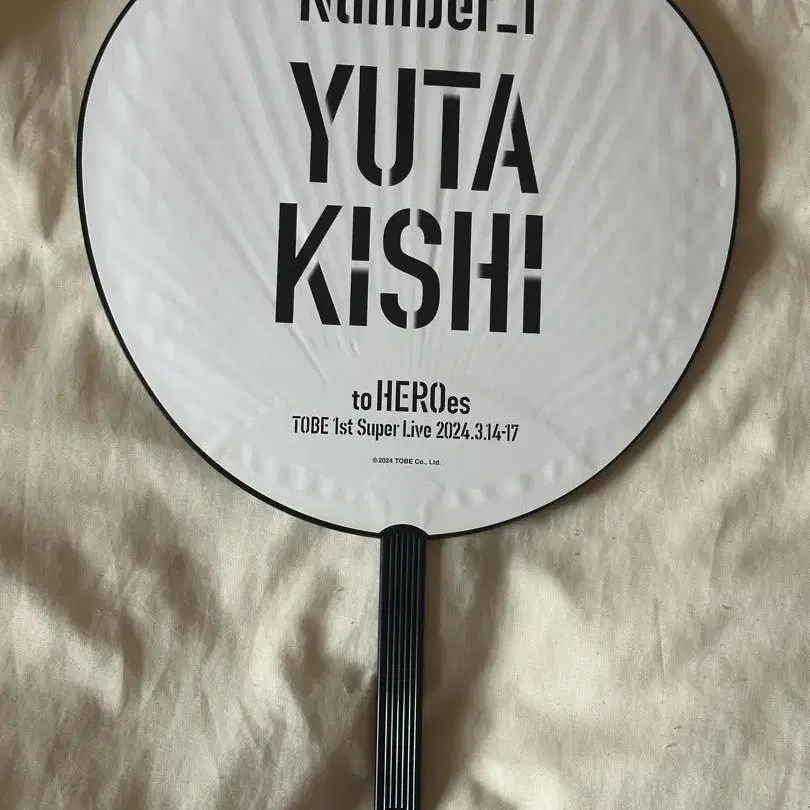 Number_i
YUTA
KISHI
to HEROes
TOBE 1st Super Live 2024.3.14-17
©2024 TOBE Co., Ltd.